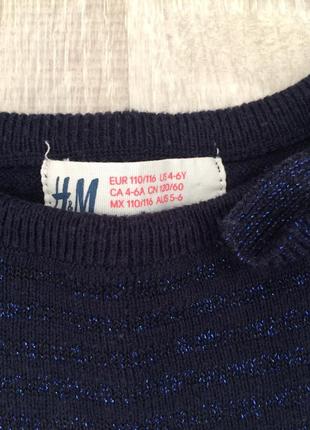 H&M
EUR 110/116 US 4-6Y
CA 4-6A CN 120/60
MX 110/116 AUS 5-6